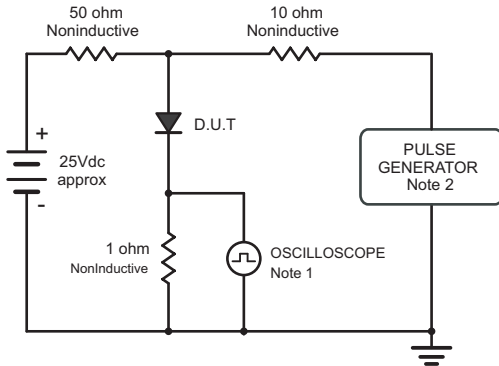 50 ohm
Noninductive
10 ohm
Noninductive
D.U.T
+
25Vdc
approx
-
PULSE
GENERATOR
Note 2
1 ohm
NonInductive
OSCILLOSCOPE
Note 1